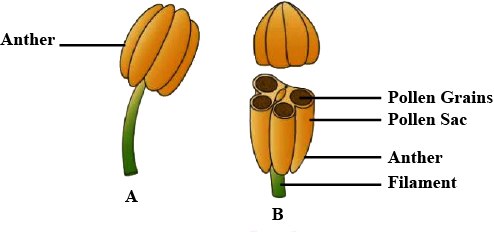 Anther
Pollen Grains
Pollen Sac
Anther
Filament
A
B